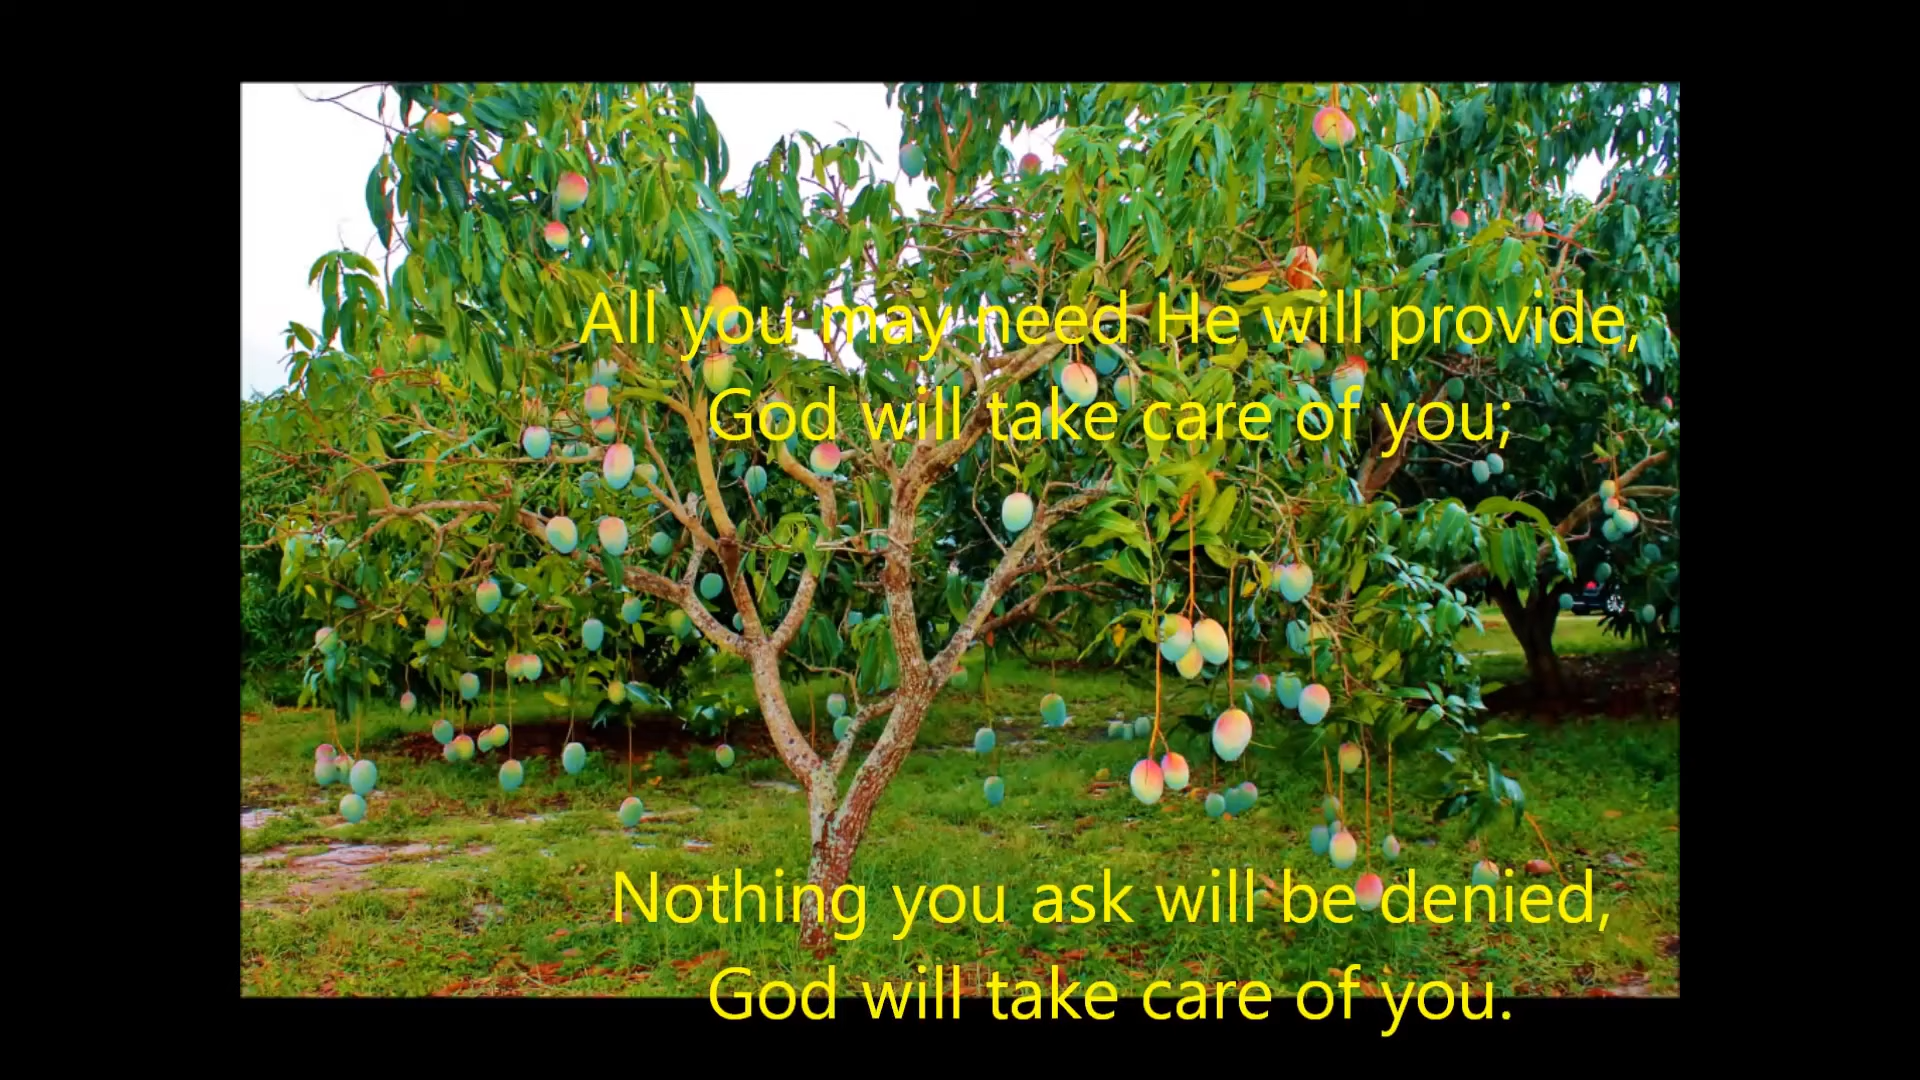 All you may need He will provide,
God will take care of you;
Nothing you ask will be denied,
God will take care of you.